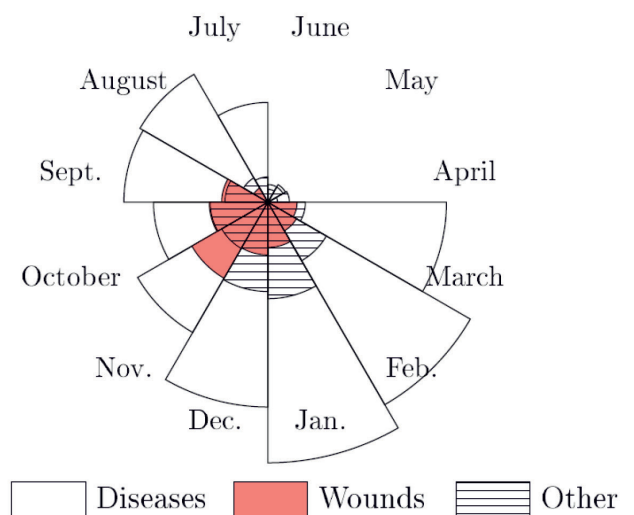 July June
August May
Sept. April
October March
Nov. Feb.
Dec. Jan.
Diseases Wounds Other